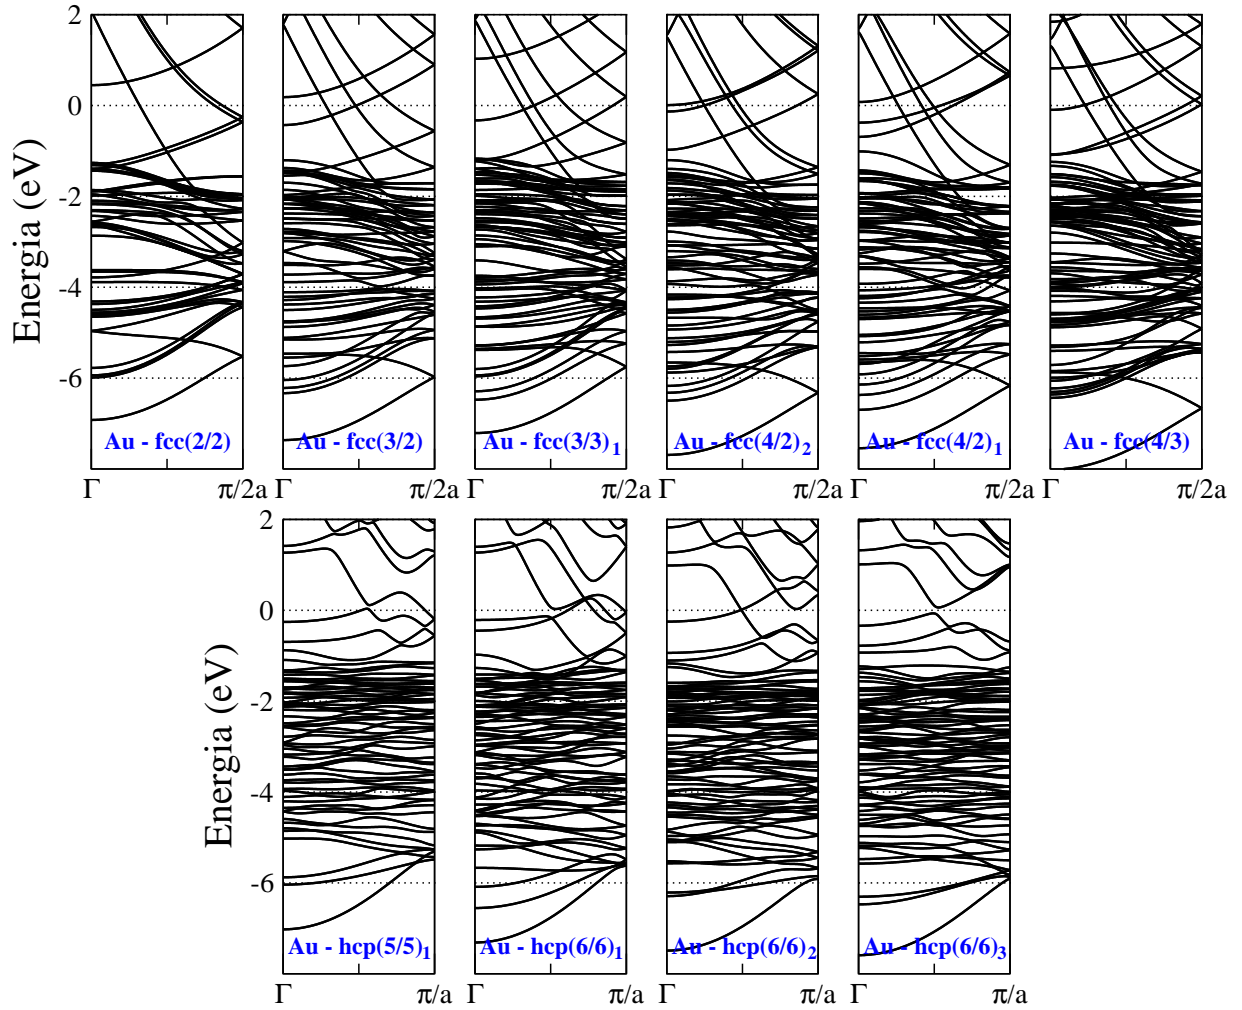 2
0
-2
-4
-6
Energia (eV)
Au - fcc(2/2)
Au - fcc(3/2)
Au - fcc(3/3)1
Au - fcc(4/2)2
Au - fcc(4/2)1
Au - fcc(4/3)
Γ π/2a Γ π/2a Γ π/2a Γ π/2a Γ π/2a Γ π/2a
2
0
-2
-4
-6
Energia (eV)
Au - hcp(5/5)1
Au - hcp(6/6)1
Au - hcp(6/6)2
Au - hcp(6/6)3
Γ π/a Γ π/a Γ π/a Γ π/a